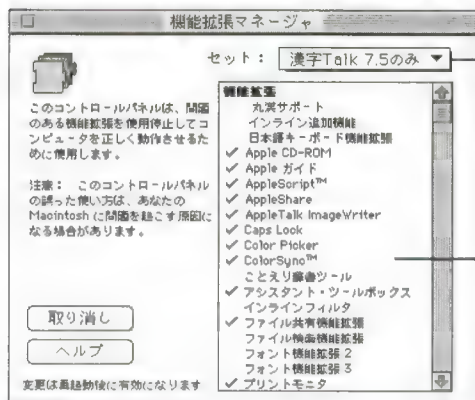 機能拡張マネージャ
セット： 漢字Talk 7.5のみ
このコントロールパネルは、問題
のある機能拡張を使用停止してコ
ンピュータを正しく動作させるた
めに使用します。
注意： このコントロールパネル
の誤った使い方は、あなたの
Macintosh に問題を起こす原因に
なる場合があります。
取り消し
ヘルプ
変更は再起動後に有効になります
機能拡張
丸漢サポート
インライン追加機能
日本語キーボード機能拡張
✓ Apple CD-ROM
✓ Apple ガイド
✓ AppleScript™
✓ AppleShare
✓ AppleTalk ImageWriter
✓ Caps Lock
✓ Color Picker
✓ ColorSync™
ことえり辞書ツール
✓ アシスタント・ツールボックス
インラインフィルタ
✓ ファイル共有機能拡張
ファイル検索機能拡張
フォント機能拡張 2
フォント機能拡張 3
✓ プリントモニタ